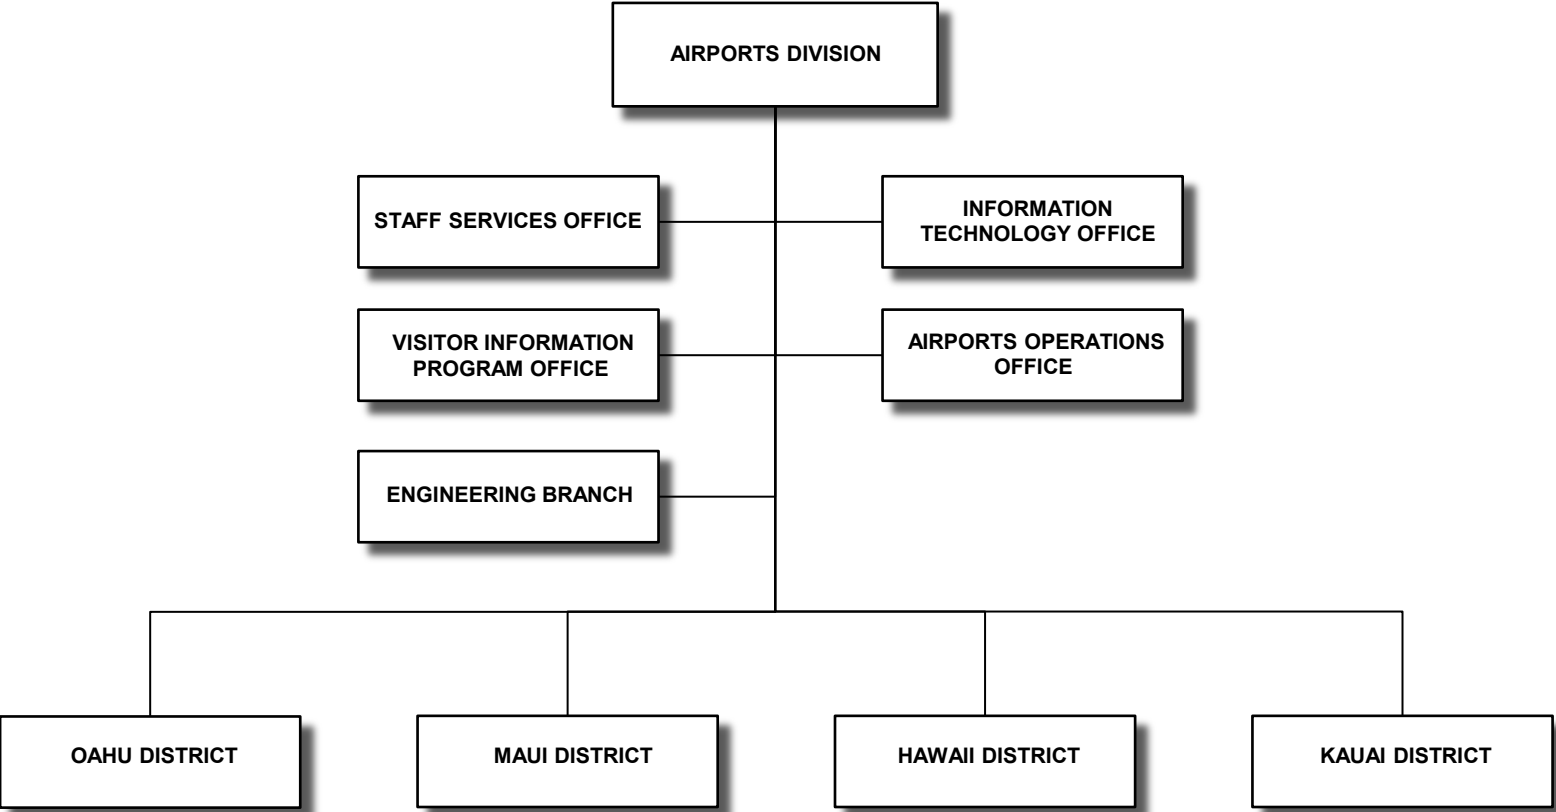 AIRPORTS DIVISION
STAFF SERVICES OFFICE
INFORMATION
TECHNOLOGY OFFICE
VISITOR INFORMATION
PROGRAM OFFICE
AIRPORTS OPERATIONS
OFFICE
ENGINEERING BRANCH
OAHU DISTRICT
MAUI DISTRICT
HAWAII DISTRICT
KAUAI DISTRICT